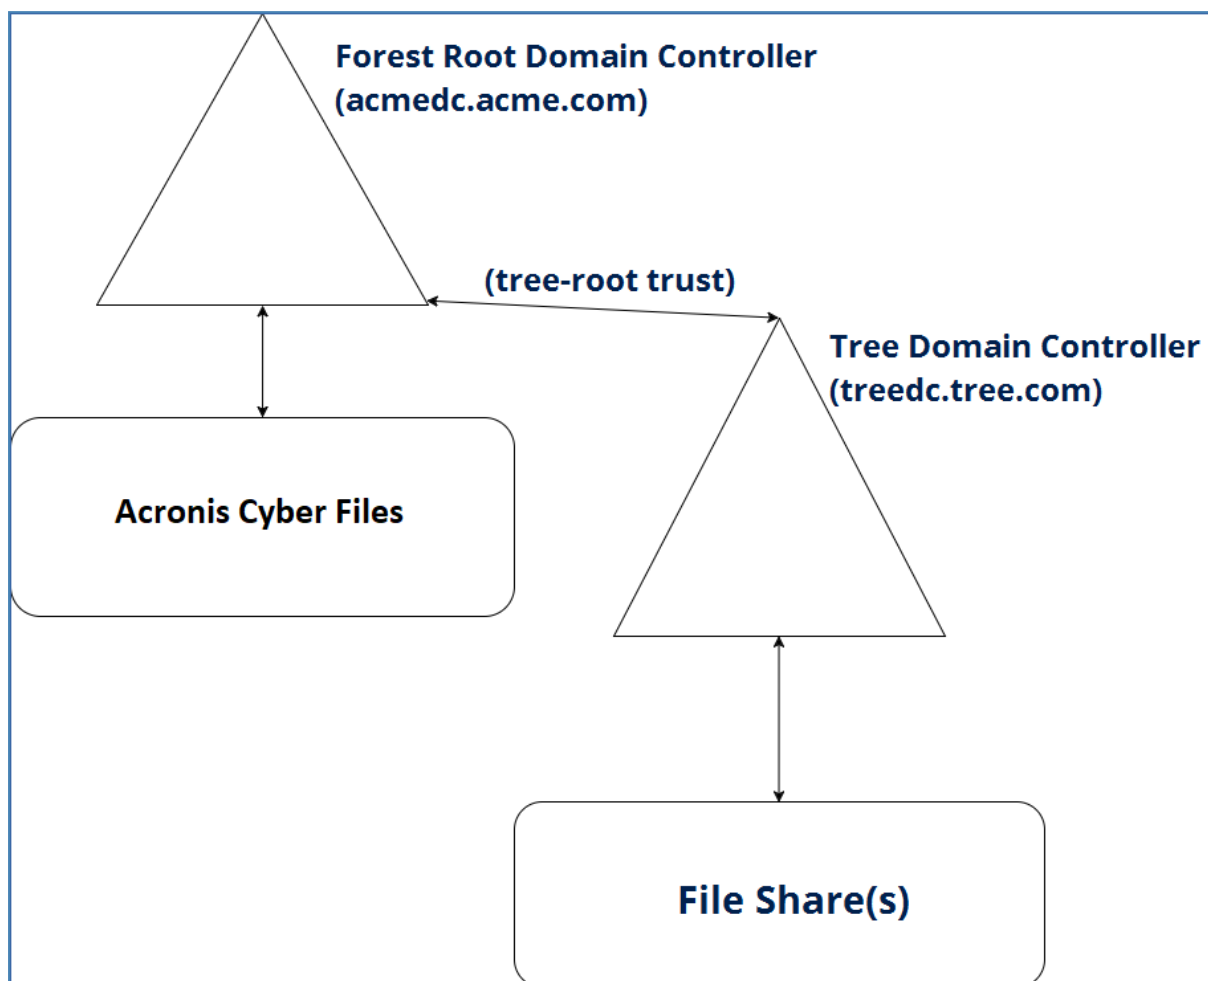 Forest Root Domain Controller
(acmedc.acme.com)
(tree-root trust)
Tree Domain Controller
(treedc.tree.com)
Acronis Cyber Files
File Share(s)